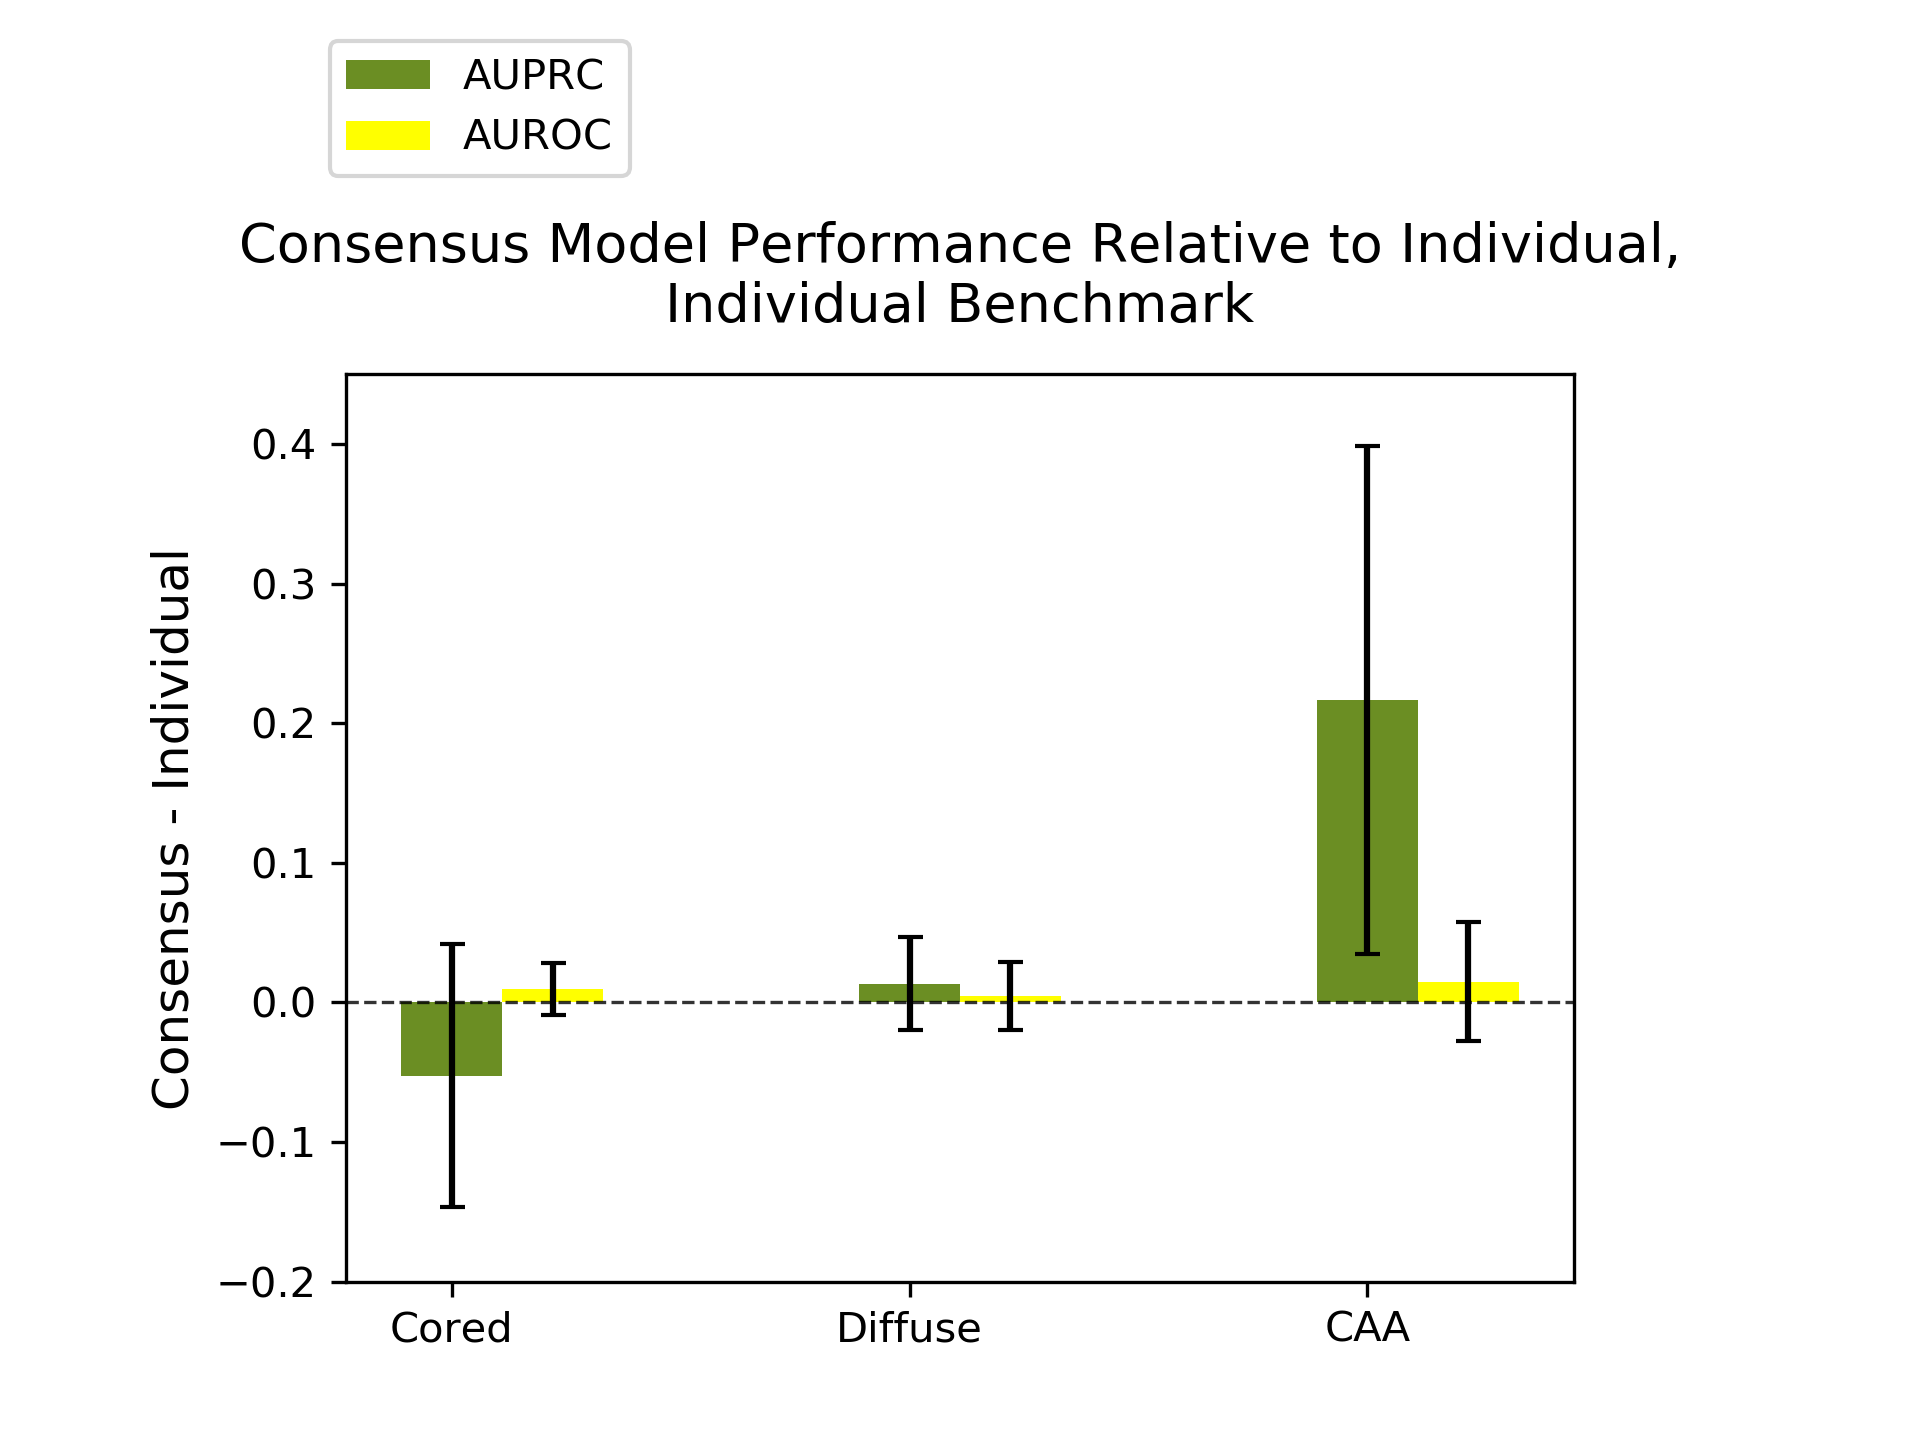 AUPRC
AUROC
Consensus Model Performance Relative to Individual,
Individual Benchmark
Consensus - Individual
0.4
0.3
0.2
0.1
0.0
−0.1
−0.2
Cored
Diffuse
CAA